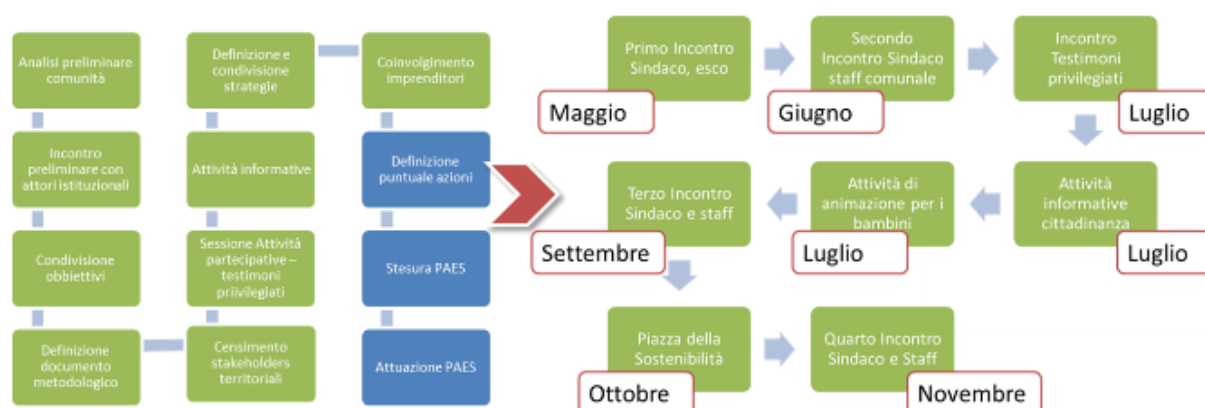 Analisi preliminare
comunità
Incontro
preliminare con
attori istituzionali
Condivisione
obbiettivi
Definizione
documento
metodologico
Censimento
stakeholders
territoriali
Sessione Attività
partecipative –
testimoni
priivilegiati
Attività informative
Definizione e
condivisione
strategie
Coinvolgimento
imprenditori
Definizione
puntuale azioni
Stesura PAES
Attuazione PAES
Primo Incontro
Sindaco, esco
Maggio
Secondo
Incontro Sindaco
staff comunale
Giugno
Incontro
Testimoni
privilegiati
Luglio
Attività
informative
cittadinanza
Luglio
Attività di
animazione per i
bambini
Luglio
Terzo Incontro
Sindaco e staff
Settembre
Piazza della
Sostenibilità
Ottobre
Quarto Incontro
Sindaco e Staff
Novembre